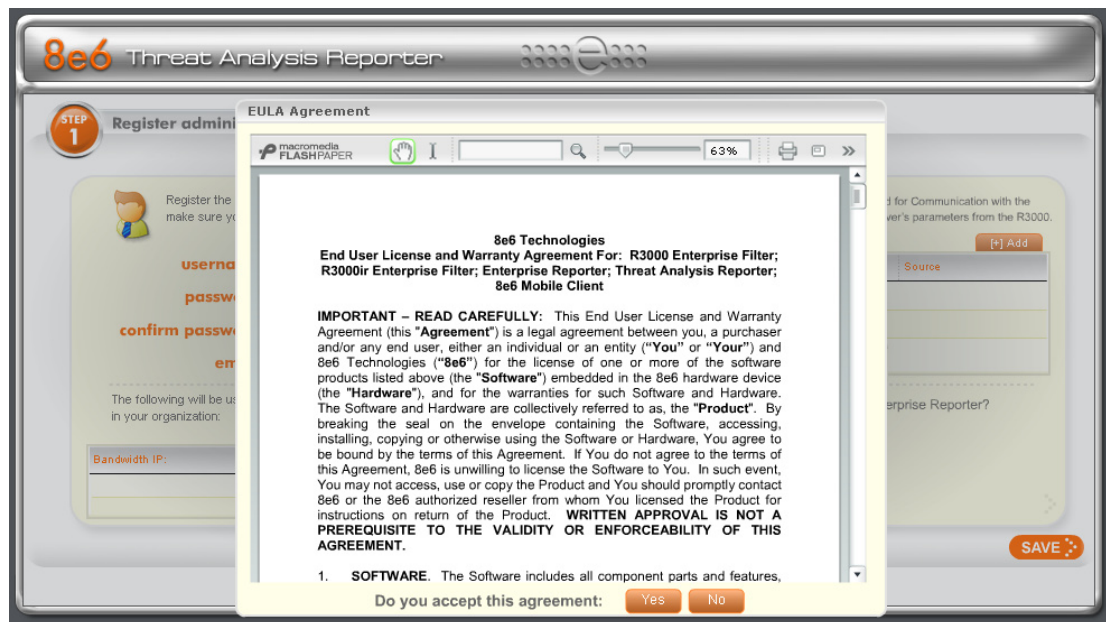 8e6 Threat Analysis Reporter
STEP 1
Register admini
EULA Agreement
macromedia
FLASHPAPER
63%
Register the
make sure yo
d for Communication with the
ver's parameters from the R3000.
[+] Add
Source
userna
passwo
confirm passwo
em
The following will be us
in your organization:
Bandwidth IP:
erprise Reporter?
8e6 Technologies
End User License and Warranty Agreement For: R3000 Enterprise Filter;
R3000ir Enterprise Filter; Enterprise Reporter; Threat Analysis Reporter;
8e6 Mobile Client
IMPORTANT – READ CAREFULLY: This End User License and Warranty
Agreement (this "Agreement") is a legal agreement between you, a purchaser
and/or any end user, either an individual or an entity ("You" or "Your") and
8e6 Technologies ("8e6") for the license of one or more of the software
products listed above (the "Software") embedded in the 8e6 hardware device
(the "Hardware"), and for the warranties for such Software and Hardware.
The Software and Hardware are collectively referred to as, the "Product". By
breaking the seal on the envelope containing the Software, accessing,
installing, copying or otherwise using the Software or Hardware, You agree to
be bound by the terms of this Agreement. If You do not agree to the terms of
this Agreement, 8e6 is unwilling to license the Software to You. In such event,
You may not access, use or copy the Product and You should promptly contact
8e6 or the 8e6 authorized reseller from whom You licensed the Product for
instructions on return of the Product. WRITTEN APPROVAL IS NOT A
PREREQUISITE TO THE VALIDITY OR ENFORCEABILITY OF THIS
AGREEMENT.
1. SOFTWARE. The Software includes all component parts and features,
Do you accept this agreement: Yes No
SAVE